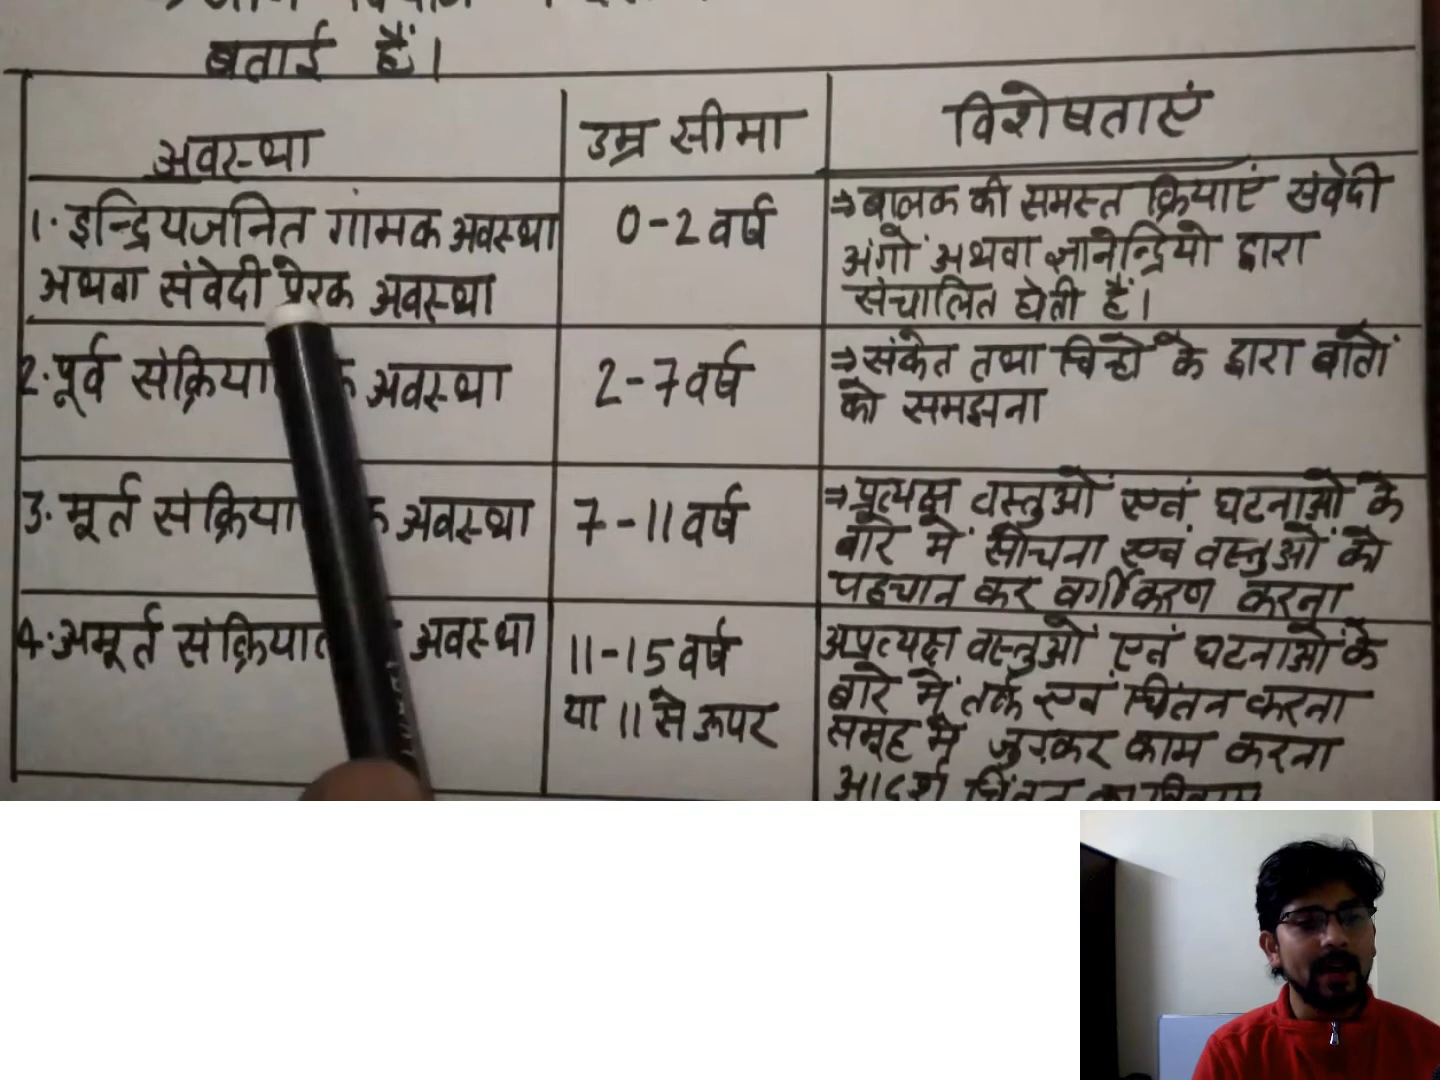 बताई हैं।
अवस्था
उम्र सीमा
विशेषताएं
1. इन्द्रियजनित गामक अवस्था
अथवा संवेदी प्रेरक अवस्था
0-2 वर्ष
⇒ बालक की समस्त क्रियाएं संवेदी
अंगों अथवा ज्ञानेन्द्रियो द्वारा
संचालित होती हैं।
2. पूर्व अवस्था
2-7 वर्ष
⇒ संकेत तथा चिन्हो के द्वारा बातों
को समझना
3. मूर्त अवस्था
7-11 वर्ष
⇒ प्रत्यक्ष वस्तुओं एवं घटनाओं के
बारे में सोचना एवं वस्तुओं को
पहचान कर वर्गीकरण करना
4. अमूर्त अवस्था
11-15 वर्ष
या 11 से ऊपर
अप्रत्यक्ष वस्तुओं एवं घटनाओं के
बारे में तर्क एवं चिंतन करना
समूह में जुड़कर काम करना